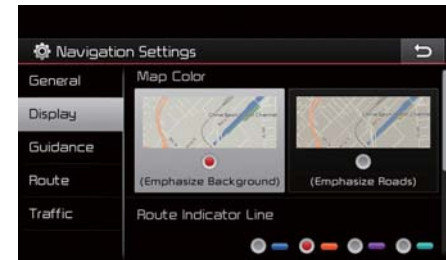 Navigation Settings
General
Display
Guidance
Route
Traffic
Map Color
(Emphasize Background)
(Emphasize Roads)
Route Indicator Line